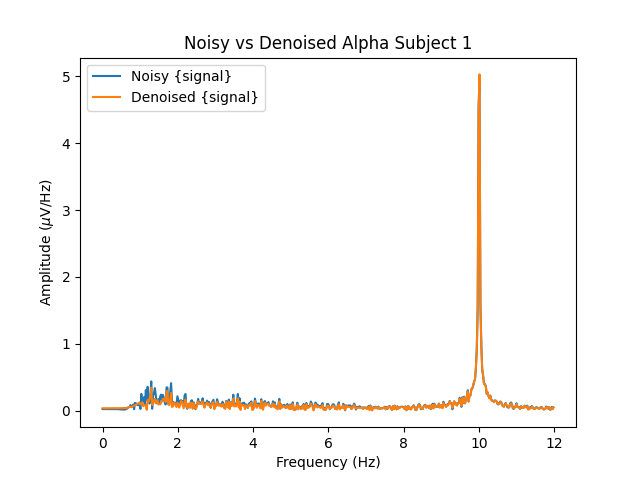 Noisy vs Denoised Alpha Subject 1
Noisy {signal}
Denoised {signal}
Amplitude (μV/Hz)
5
4
3
2
1
0
0 2 4 6 8 10 12
Frequency (Hz)